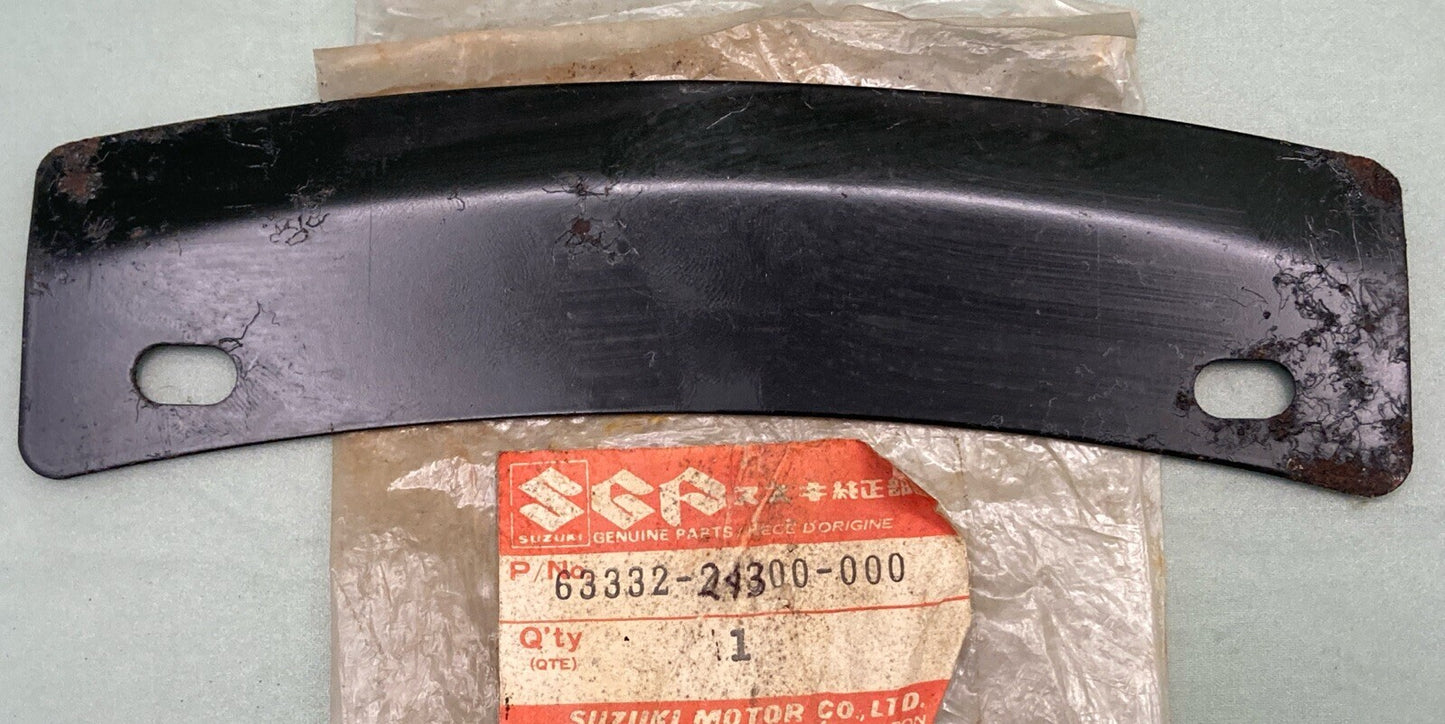 SGP スズキ純正部
SUZUKI GENUINE PARTS/PIECE D'ORIGINE
P/No. 63332-24300-000
Q'ty 1
(QTE)
SUZUKI MOTOR CO., LTD.